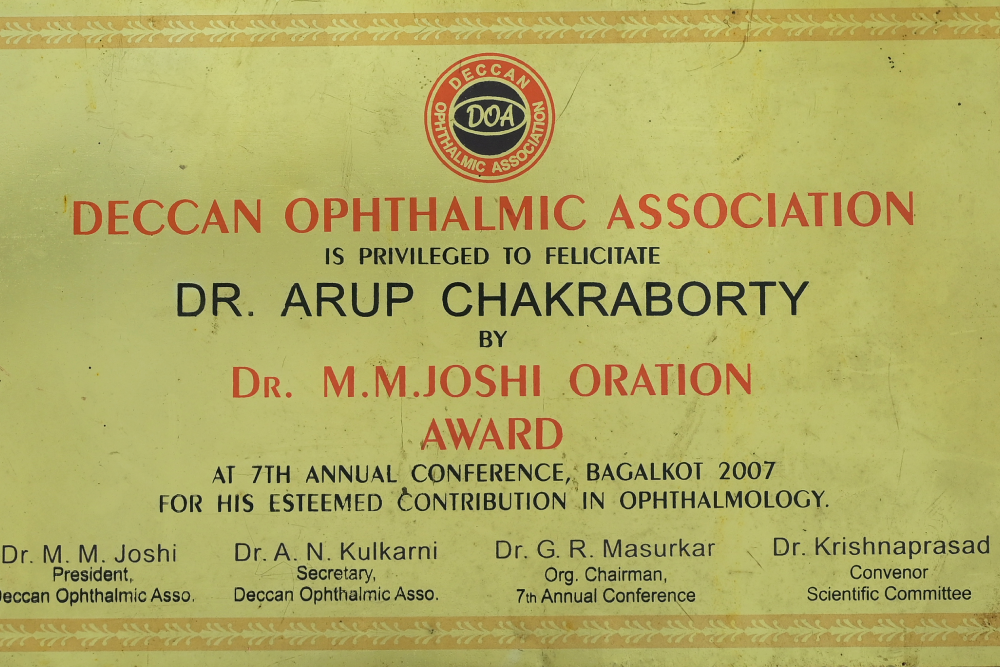 DECCAN
OPHTHALMIC ASSOCIATION
DOA
DECCAN OPHTHALMIC ASSOCIATION
IS PRIVILEGED TO FELICITATE
DR. ARUP CHAKRABORTY
BY
DR. M.M.JOSHI ORATION
AWARD
AT 7TH ANNUAL CONFERENCE, BAGALKOT 2007
FOR HIS ESTEEMED CONTRIBUTION IN OPHTHALMOLOGY.
Dr. M. M. Joshi
President,
Deccan Ophthalmic Asso.
Dr. A. N. Kulkarni
Secretary,
Deccan Ophthalmic Asso.
Dr. G. R. Masurkar
Org. Chairman,
7th Annual Conference
Dr. Krishnaprasad
Convenor
Scientific Committee